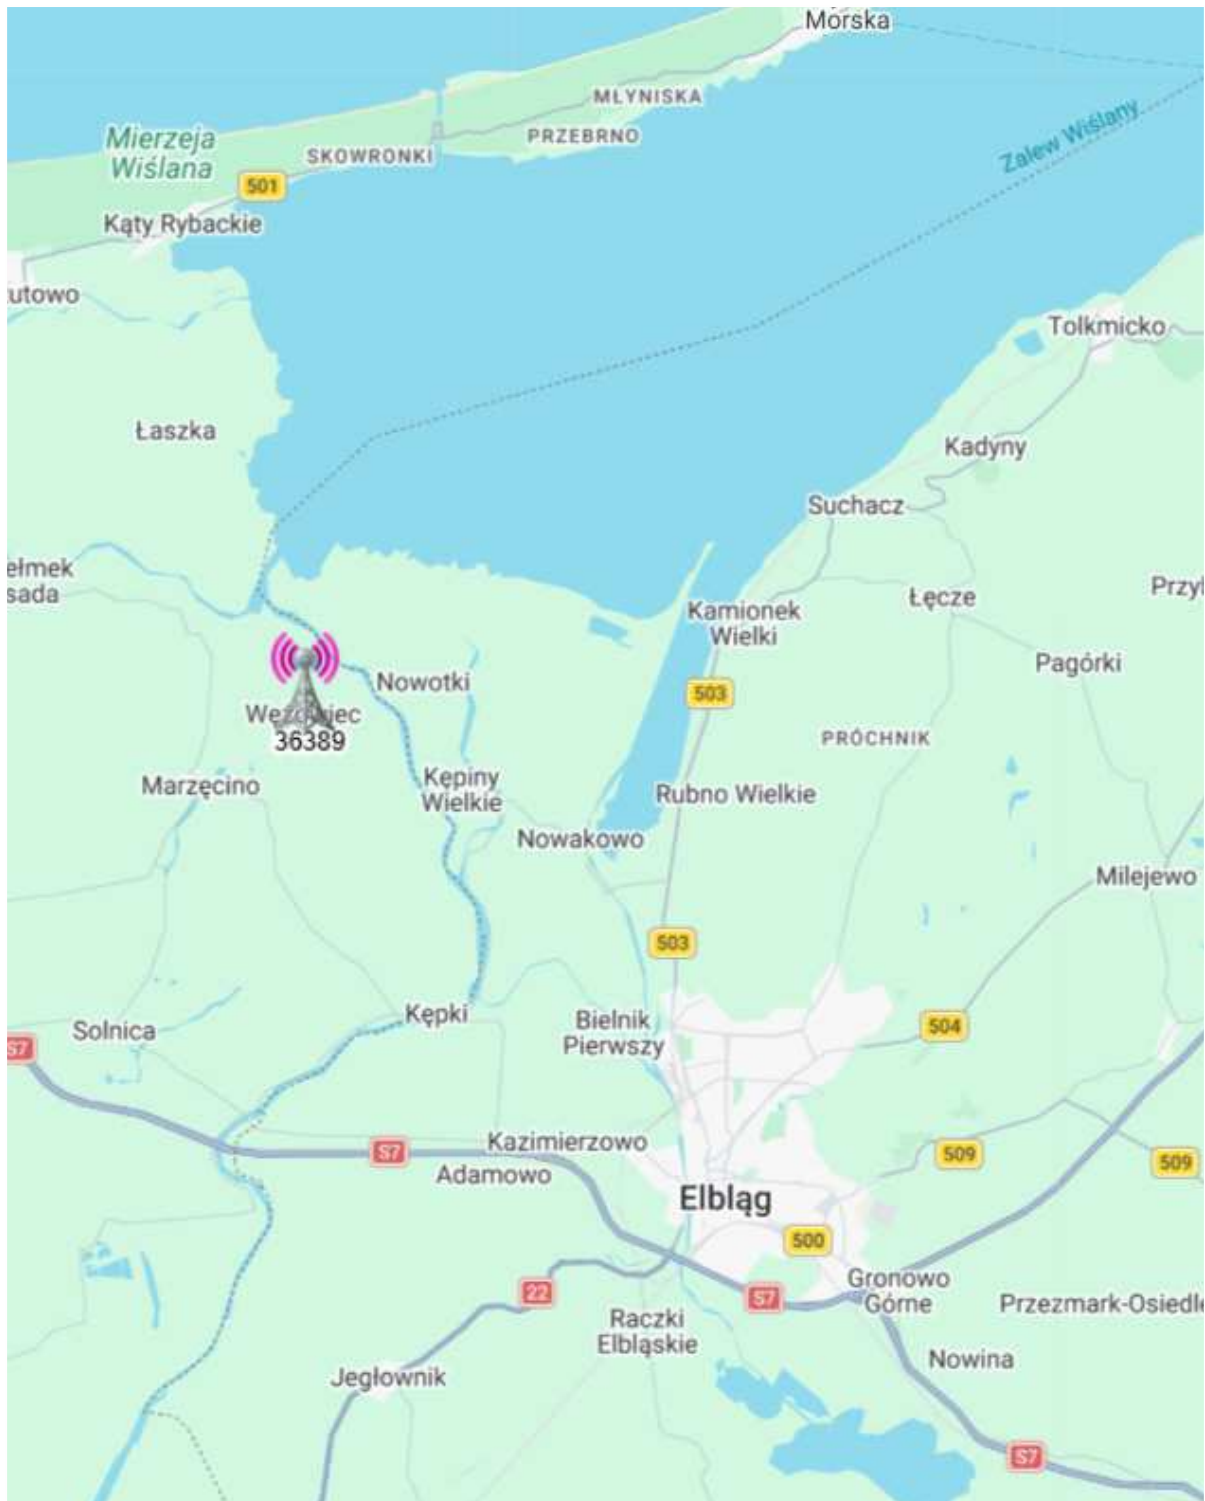 Morska
MŁYNISKA
PRZEBRNO
Mierzeja
Wiślana
SKOWRONKI
Zalew Wiślany
501
Kąty Rybackie
utowo
Tolkmicko
Łaszka
Kadyny
Suchacz
ełmek
sada
Kamionek
Wielki
Łęcze
Przył
Nowotki
503
Pagórki
36389
PRÓCHNIK
Marzęcino
Kępiny
Wielkie
Rubno Wielkie
Nowakowo
Milejewo
503
Solnica
Kępki
Bielnik
Pierwszy
504
S7
S7
Kazimierzowo
Adamowo
509
509
Elbląg
500
22
S7
Gronowo
Górne
Przezmark-Osiedle
Raczki
Elbląskie
Nowina
Jegłownik
S7